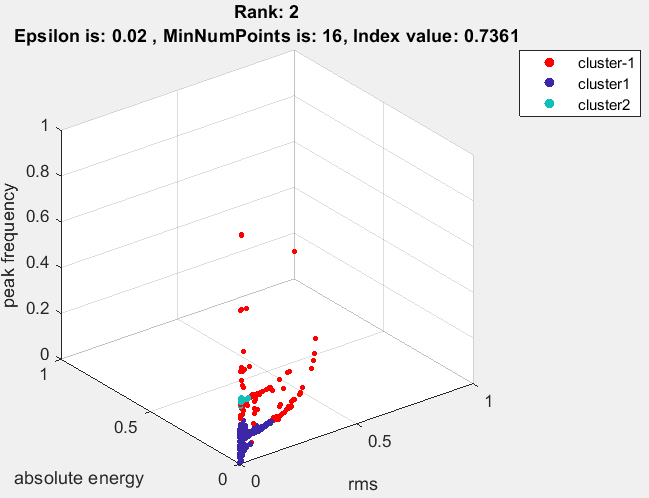 Rank: 2
Epsilon is: 0.02 , MinNumPoints is: 16, Index value: 0.7361
cluster-1
cluster1
cluster2
1
0.8
0.6
0.4
0.2
0
peak frequency
1
0.5
0
absolute energy
0
0.5
1
rms